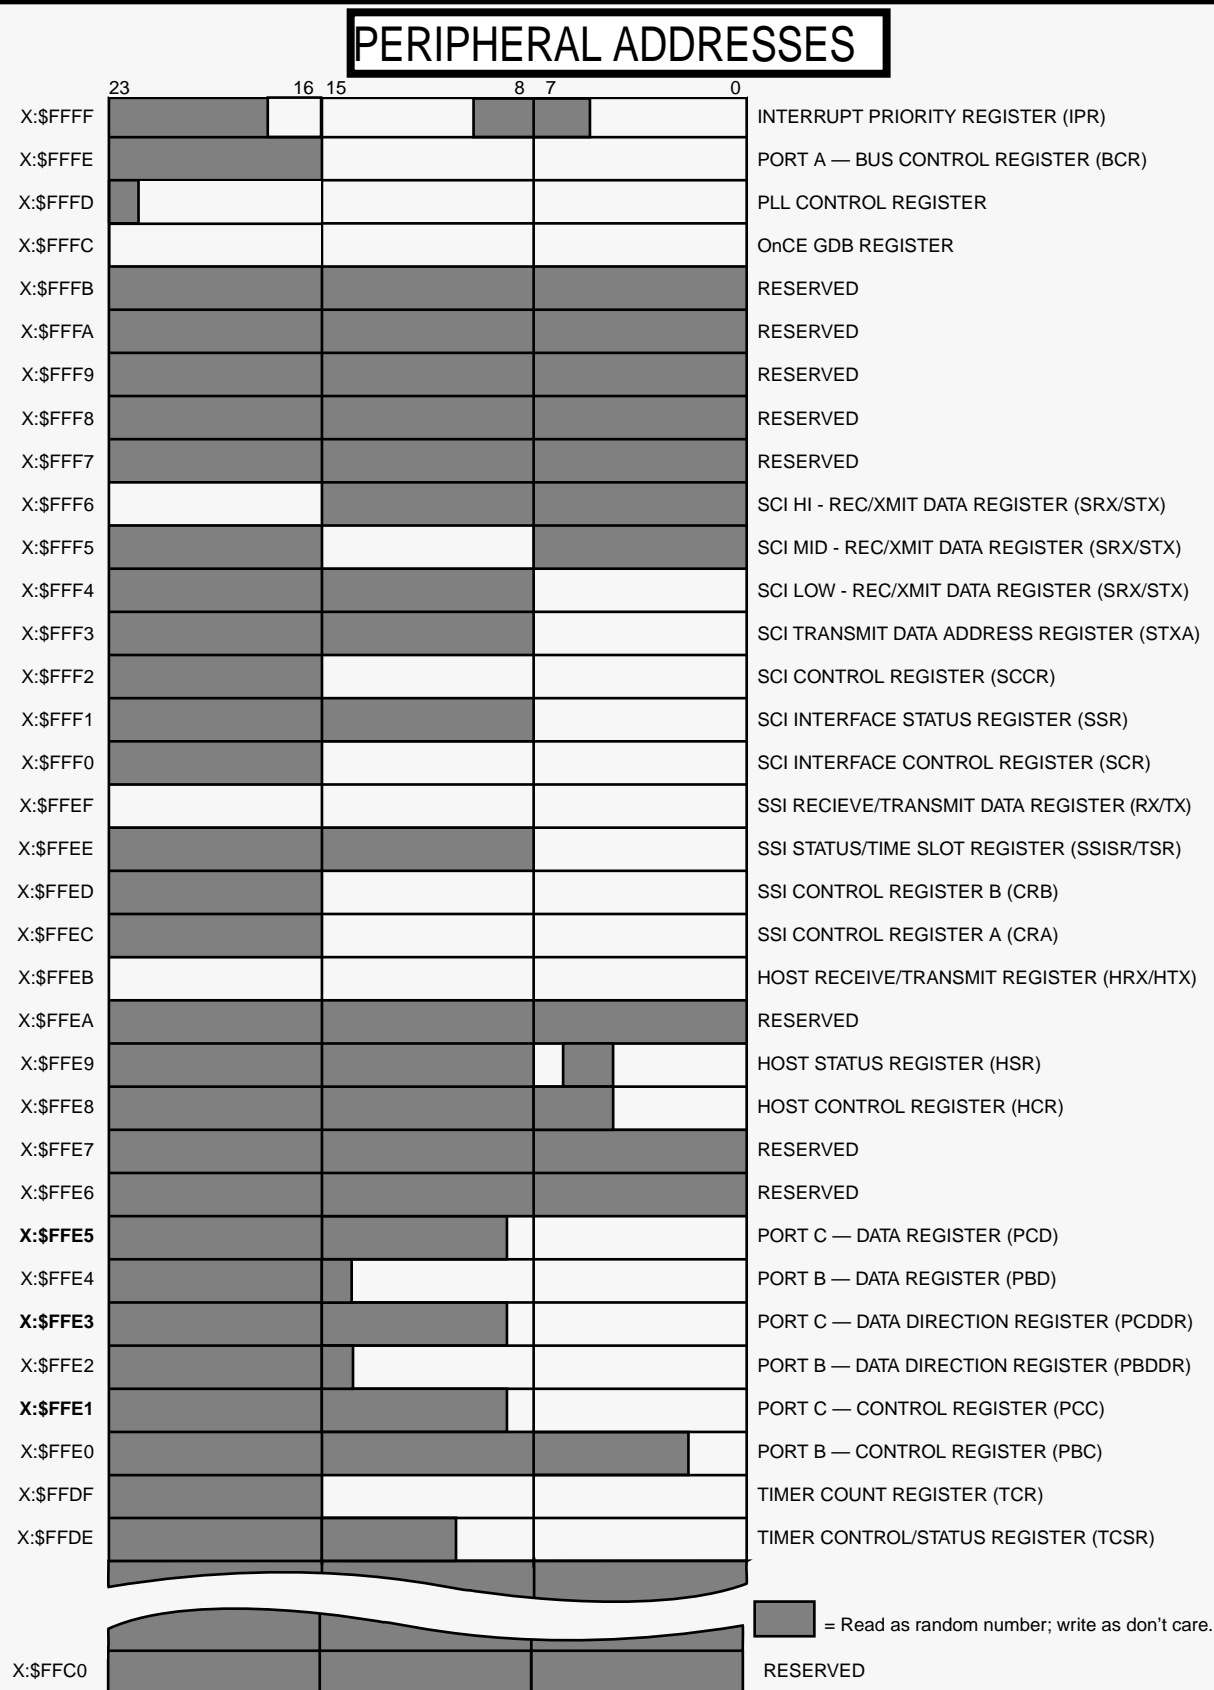 PERIPHERAL ADDRESSES
23 16 15 8 7 0
X:$FFFF INTERRUPT PRIORITY REGISTER (IPR)
X:$FFFE PORT A — BUS CONTROL REGISTER (BCR)
X:$FFFD PLL CONTROL REGISTER
X:$FFFC OnCE GDB REGISTER
X:$FFFB RESERVED
X:$FFFA RESERVED
X:$FFF9 RESERVED
X:$FFF8 RESERVED
X:$FFF7 RESERVED
X:$FFF6 SCI HI - REC/XMIT DATA REGISTER (SRX/STX)
X:$FFF5 SCI MID - REC/XMIT DATA REGISTER (SRX/STX)
X:$FFF4 SCI LOW - REC/XMIT DATA REGISTER (SRX/STX)
X:$FFF3 SCI TRANSMIT DATA ADDRESS REGISTER (STXA)
X:$FFF2 SCI CONTROL REGISTER (SCCR)
X:$FFF1 SCI INTERFACE STATUS REGISTER (SSR)
X:$FFF0 SCI INTERFACE CONTROL REGISTER (SCR)
X:$FFEF SSI RECIEVE/TRANSMIT DATA REGISTER (RX/TX)
X:$FFEE SSI STATUS/TIME SLOT REGISTER (SSISR/TSR)
X:$FFED SSI CONTROL REGISTER B (CRB)
X:$FFEC SSI CONTROL REGISTER A (CRA)
X:$FFEB HOST RECEIVE/TRANSMIT REGISTER (HRX/HTX)
X:$FFEA RESERVED
X:$FFE9 HOST STATUS REGISTER (HSR)
X:$FFE8 HOST CONTROL REGISTER (HCR)
X:$FFE7 RESERVED
X:$FFE6 RESERVED
X:$FFE5 PORT C — DATA REGISTER (PCD)
X:$FFE4 PORT B — DATA REGISTER (PBD)
X:$FFE3 PORT C — DATA DIRECTION REGISTER (PCDDR)
X:$FFE2 PORT B — DATA DIRECTION REGISTER (PBDDR)
X:$FFE1 PORT C — CONTROL REGISTER (PCC)
X:$FFE0 PORT B — CONTROL REGISTER (PBC)
X:$FFDF TIMER COUNT REGISTER (TCR)
X:$FFDE TIMER CONTROL/STATUS REGISTER (TCSR)
= Read as random number; write as don’t care.
X:$FFC0 RESERVED